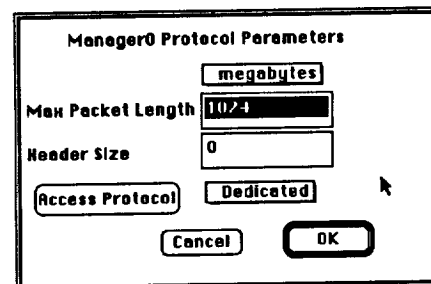 Manager0 Protocol Parameters
megabytes
Max Packet Length 1024
Header Size 0
Access Protocol Dedicated
Cancel OK